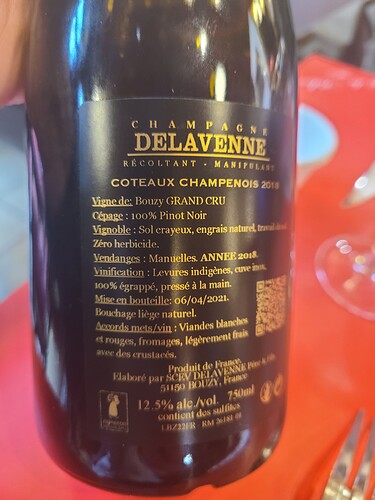 CHAMPAGNE
DELAVENNE
RÉCOLTANT - MANIPULANT
COTEAUX CHAMPENOIS 2018
Vigne de: Bouzy GRAND CRU
Cépage : 100% Pinot Noir
Vignoble : Sol crayeux, engrais naturel, travail
Zéro herbicide.
Vendanges : Manuelles. ANNEE 2018.
Vinification : Levures indigènes, cuve inox,
100% égrappé, pressé à la main.
Mise en bouteille: 06/04/2021.
Bouchage liège naturel.
Accords mets/vin : Viandes blanches
et rouges, fromages, légèrement frais
avec des crustacés.
Produit de France.
Elaboré par SCEV DELAVENNE Père & Fils
51150 BOUZY, France
12.5% alc./vol. 750ml
contient des sulfites